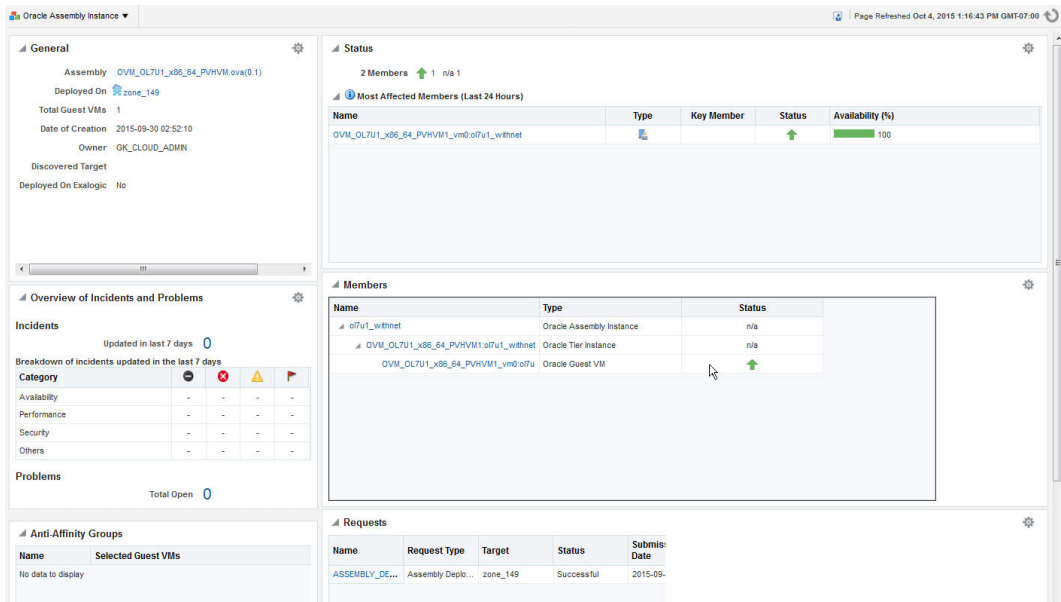 Oracle Assembly Instance
Page Refreshed Oct 4, 2015 1:16:43 PM GMT-07:00
General
Assembly OVM_OL7U1_x86_64_PVHVM.ova(0.1)
Deployed On zone_149
Total Guest VMs 1
Date of Creation 2015-09-30 02:52:10
Owner GK_CLOUD_ADMIN
Discovered Target
Deployed On Exalogic No
Status
2 Members 1 n/a 1
Most Affected Members (Last 24 Hours)
Name Type Key Member Status Availability (%)
OVM_OL7U1_x86_64_PVHVM1_vm0:ol7u1_withnet 100
Overview of Incidents and Problems
Incidents
Updated in last 7 days 0
Breakdown of incidents updated in the last 7 days
Category
Availability - - - -
Performance - - - -
Security - - - -
Others - - - -
Problems
Total Open 0
Members
Name Type Status
ol7u1_withnet Oracle Assembly Instance n/a
OVM_OL7U1_x86_64_PVHVM1:ol7u1_withnet Oracle Tier Instance n/a
OVM_OL7U1_x86_64_PVHVM1_vm0:ol7u Oracle Guest VM
Anti-Affinity Groups
Name Selected Guest VMs
No data to display
Requests
Name Request Type Target Status Submis: Date
ASSEMBLY_DE... Assembly Deplo... zone_149 Successful 2015-09-